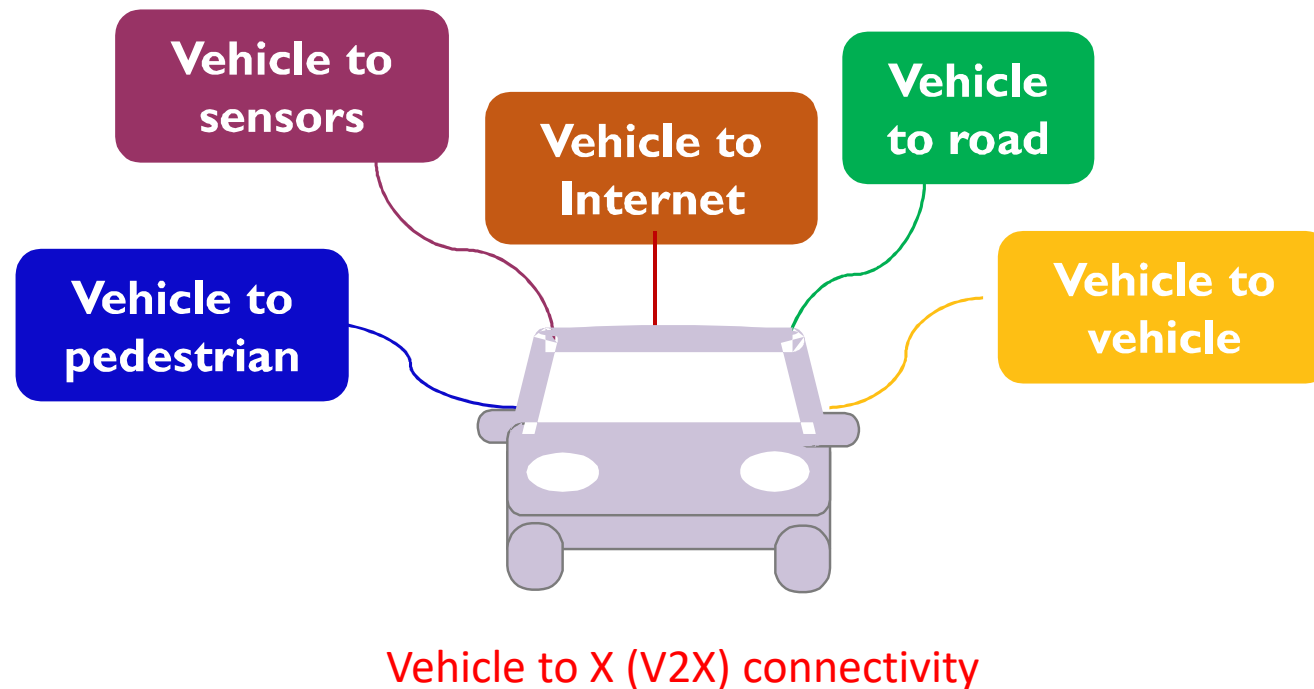 Vehicle to
sensors
Vehicle to
Internet
Vehicle
to road
Vehicle to
pedestrian
Vehicle to
vehicle
Vehicle to X (V2X) connectivity